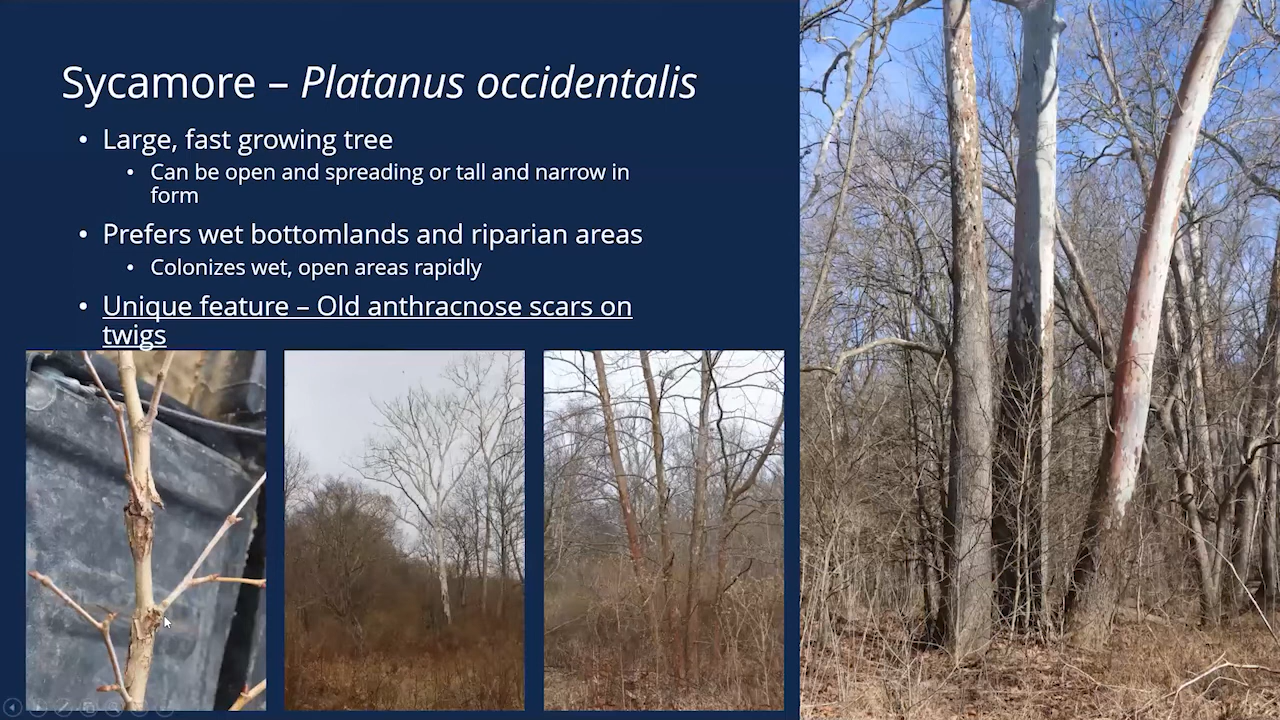 Sycamore – Platanus occidentalis
• Large, fast growing tree
• Can be open and spreading or tall and narrow in
form
• Prefers wet bottomlands and riparian areas
• Colonizes wet, open areas rapidly
• Unique feature – Old anthracnose scars on
twigs